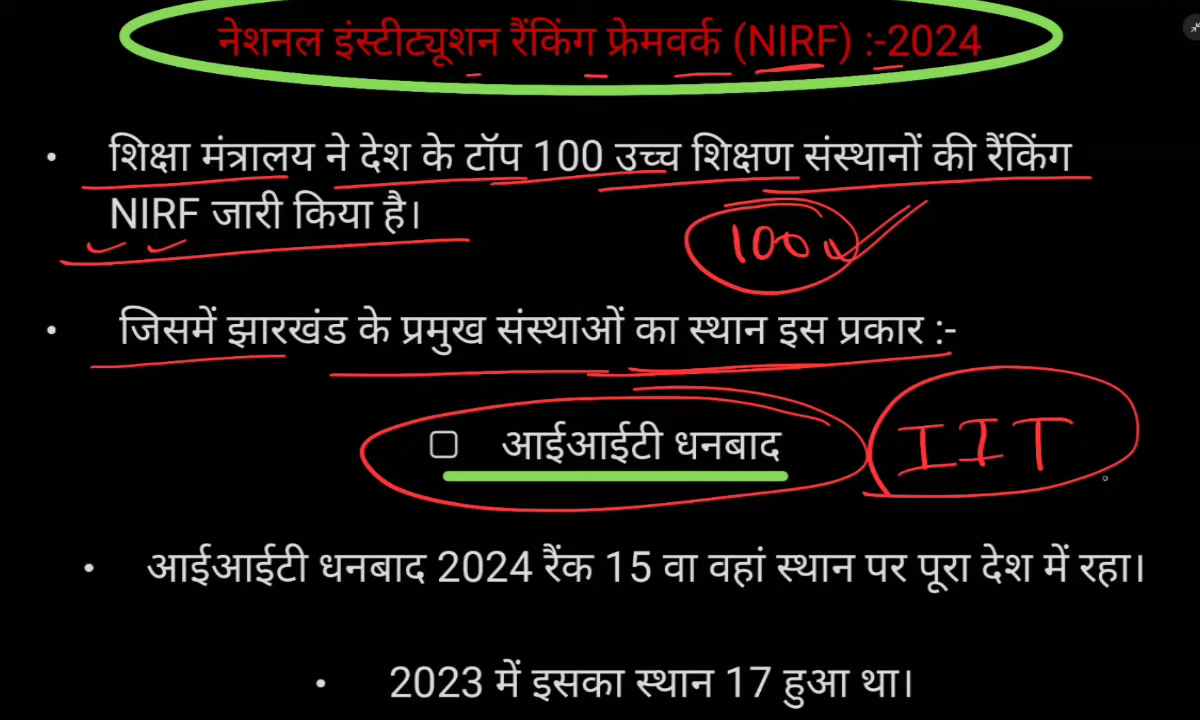 नेशनल इंस्टीट्यूशन रैंकिंग फ्रेमवर्क (NIRF) :-2024
• शिक्षा मंत्रालय ने देश के टॉप 100 उच्च शिक्षण संस्थानों की रैंकिंग
NIRF जारी किया है।
100
• जिसमें झारखंड के प्रमुख संस्थाओं का स्थान इस प्रकार :-
▢ आईआईटी धनबाद
IIT
• आईआईटी धनबाद 2024 रैंक 15 वा वहां स्थान पर पूरा देश में रहा।
• 2023 में इसका स्थान 17 हुआ था।